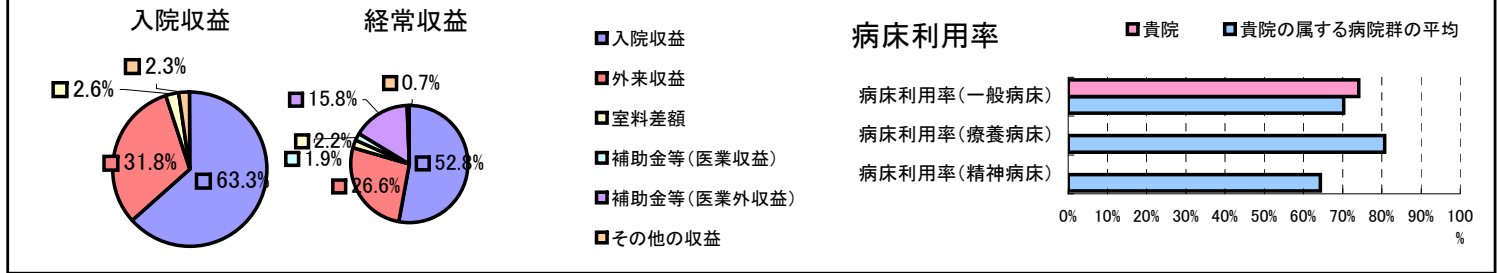 入院収益
2.3%
2.6%
31.8%
63.3%
経常収益
0.7%
15.8%
2.2%
1.9%
26.6%
52.8%
入院収益
外来収益
室料差額
補助金等(医業収益)
補助金等(医業外収益)
その他の収益
病床利用率
貴院
貴院の属する病院群の平均
病床利用率(一般病床)
病床利用率(療養病床)
病床利用率(精神病床)
0% 10% 20% 30% 40% 50% 60% 70% 80% 90% 100
%